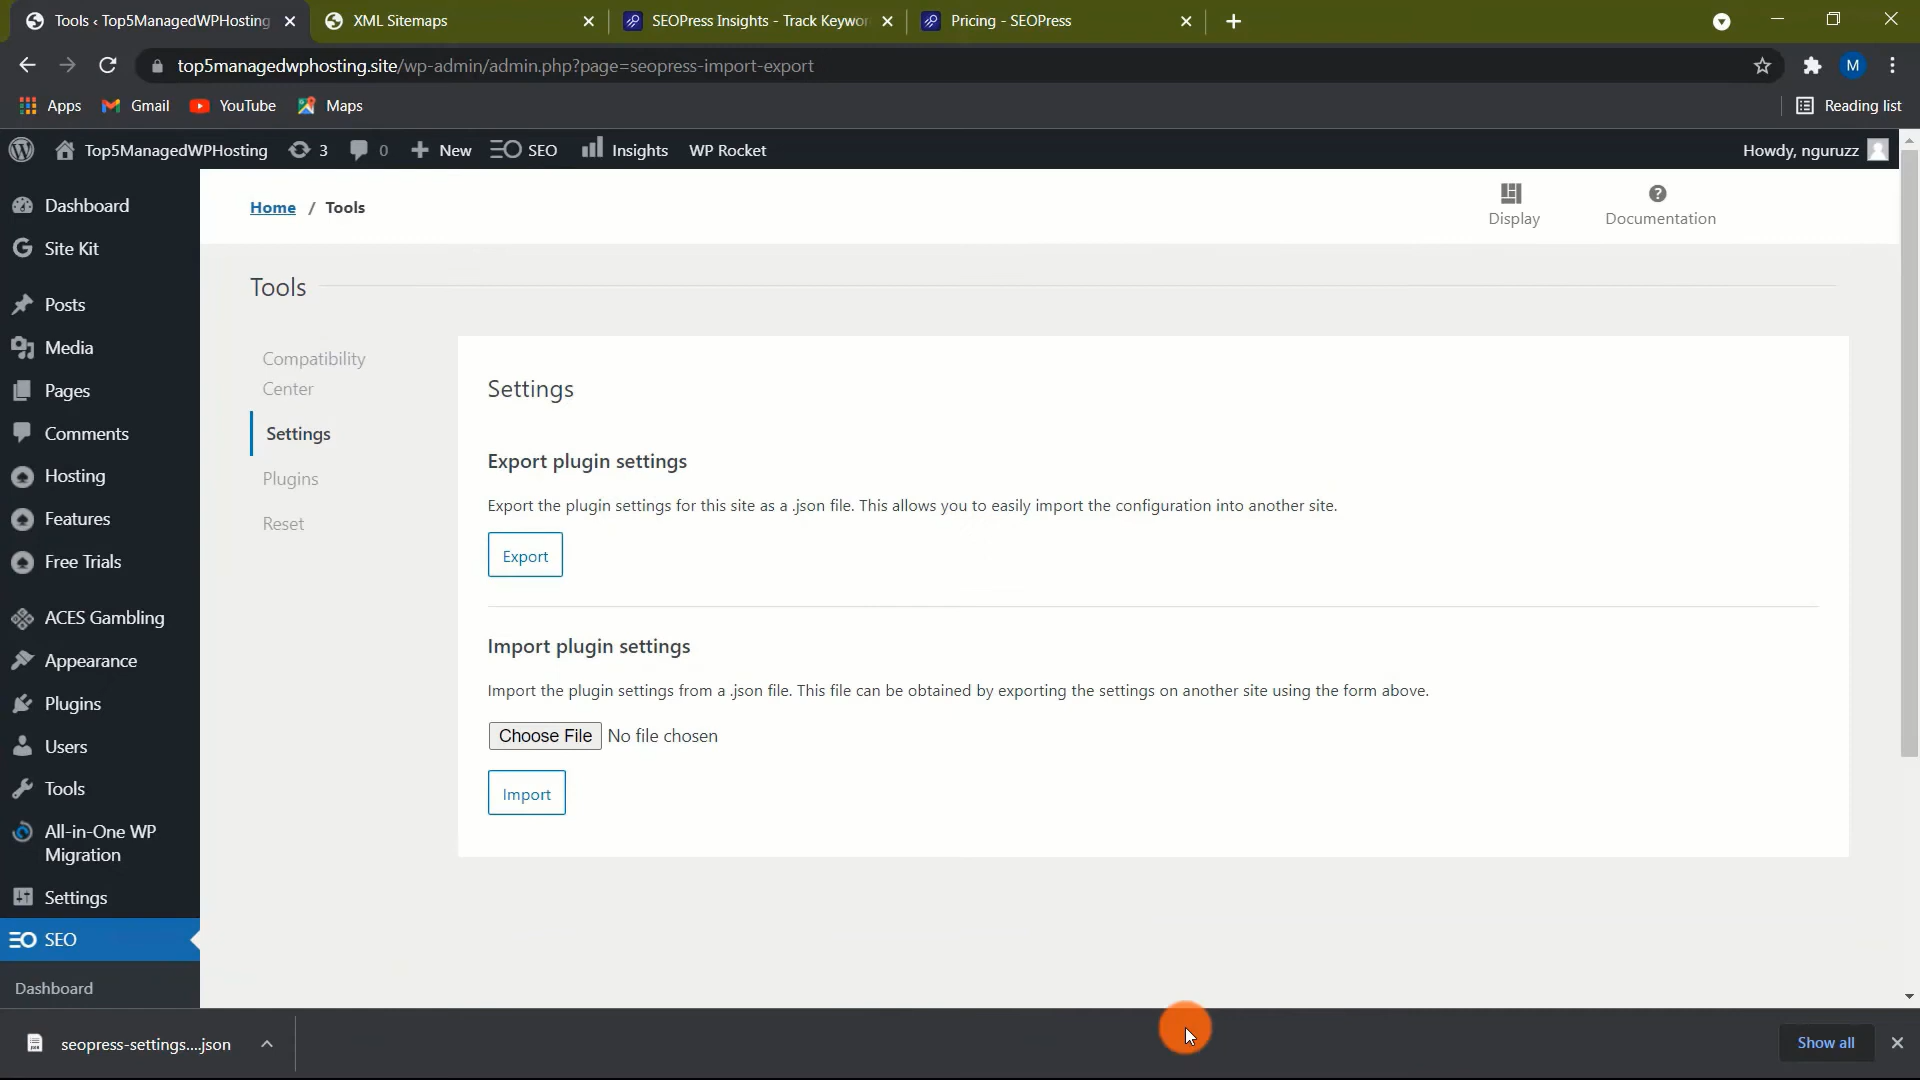 Tools ‹ Top5ManagedWPHosting
XML Sitemaps
SEOPress Insights - Track Keywor
Pricing - SEOPress
top5managedwphosting.site/wp-admin/admin.php?page=seopress-import-export
M
Apps
Gmail
YouTube
Maps
Reading list
Top5ManagedWPHosting
3
0
New
SEO
Insights
WP Rocket
Howdy, nguruzz
Dashboard
Site Kit
Posts
Media
Pages
Comments
Hosting
Features
Free Trials
ACES Gambling
Appearance
Plugins
Users
Tools
All-in-One WP
Migration
Settings
SEO
Dashboard
Home / Tools
Display
Documentation
Tools
Compatibility
Center
Settings
Plugins
Reset
Settings
Export plugin settings
Export the plugin settings for this site as a .json file. This allows you to easily import the configuration into another site.
Export
Import plugin settings
Import the plugin settings from a .json file. This file can be obtained by exporting the settings on another site using the form above.
Choose File No file chosen
Import
seopress-settings....json
Show all